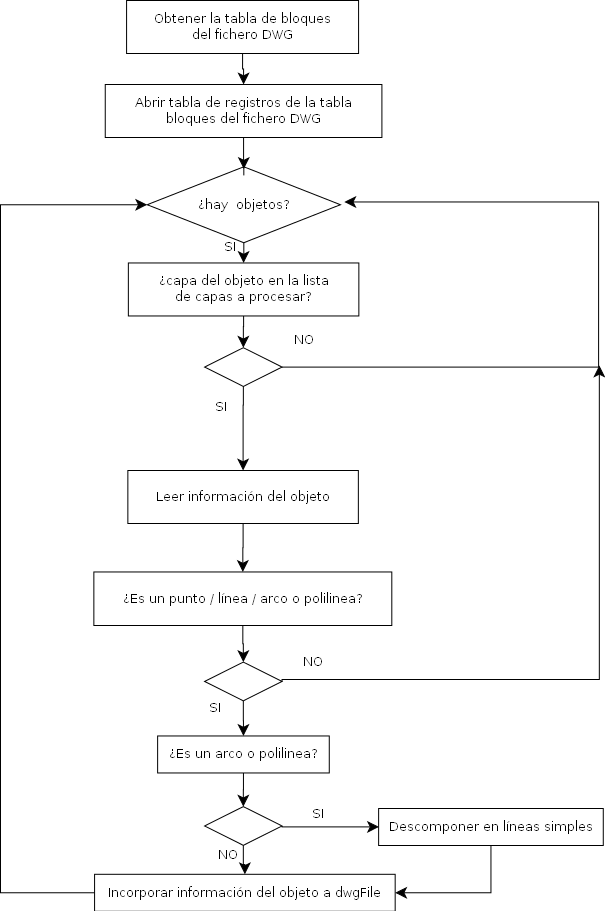 Obtener la tabla de bloques
del fichero DWG
Abrir tabla de registros de la tabla
bloques del fichero DWG
¿hay objetos?
SI
¿capa del objeto en la lista
de capas a procesar?
NO
SI
Leer información del objeto
¿Es un punto / línea / arco o polilinea?
NO
SI
¿Es un arco o polilinea?
SI
Descomponer en líneas simples
NO
Incorporar información del objeto a dwgFile